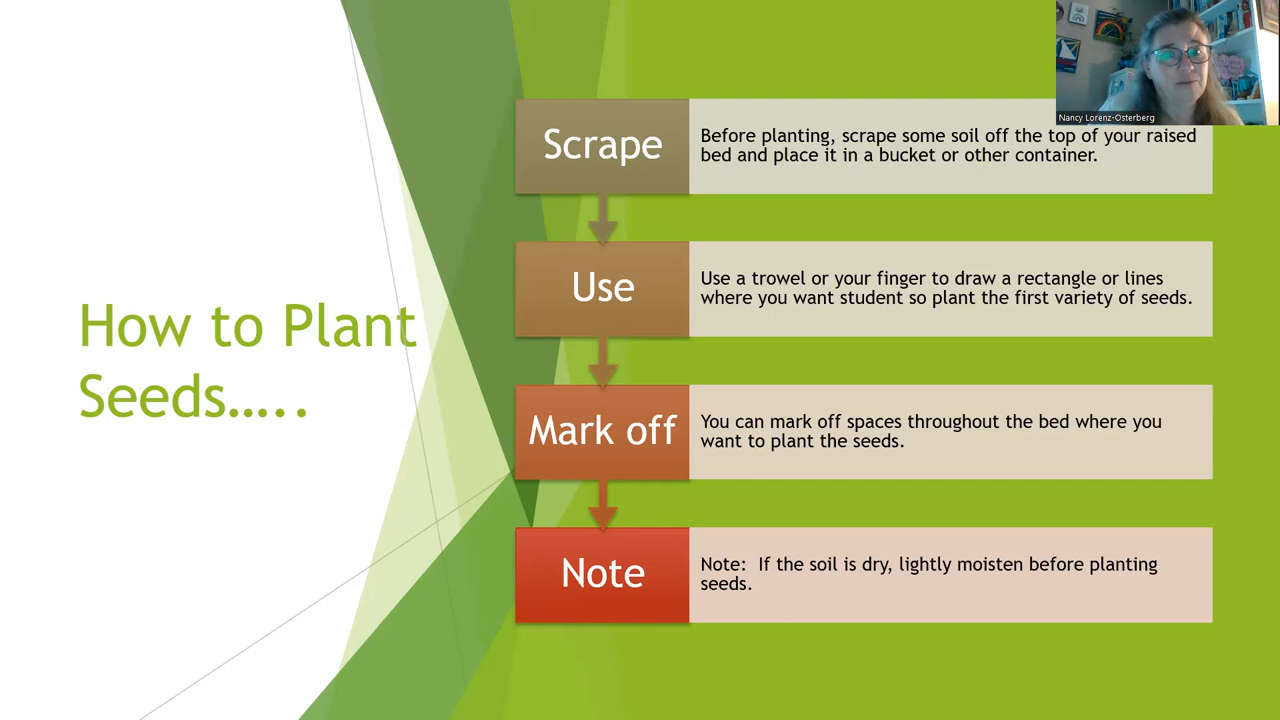 How to Plant
Seeds…..
Scrape
Before planting, scrape some soil off the top of your raised
bed and place it in a bucket or other container.
Use
Use a trowel or your finger to draw a rectangle or lines
where you want student so plant the first variety of seeds.
Mark off
You can mark off spaces throughout the bed where you
want to plant the seeds.
Note
Note:  If the soil is dry, lightly moisten before planting
seeds.
Nancy Lorenz-Osterberg